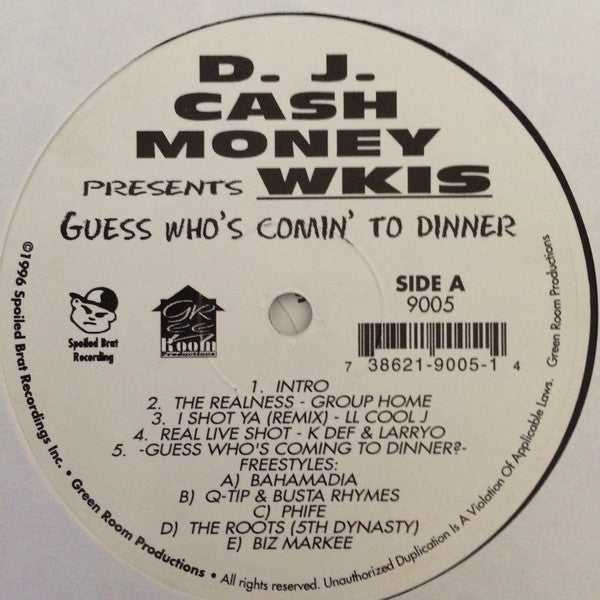 D. J.
CASH
MONEY
PRESENTS WKIS
GUESS WHO'S COMIN' TO DINNER
SIDE A
9005
Spoiled Brat
Recording
GR
EE
Room
Productions
7 38621-9005-1 4
1. INTRO
2. THE REALNESS - GROUP HOME
3. I SHOT YA (REMIX) - LL COOL J
4. REAL LIVE SHOT - K DEF & LARRYO
5. -GUESS WHO'S COMING TO DINNER?-
FREESTYLES:
A) BAHAMADIA
B) Q-TIP & BUSTA RHYMES
C) PHIFE
D) THE ROOTS (5TH DYNASTY)
E) BIZ MARKEE
©1996 Spoiled Brat Recordings Inc. • Green Room Productions • All rights reserved. Unauthorized Duplication Is A Violation Of Applicable Laws. Green Room Productions